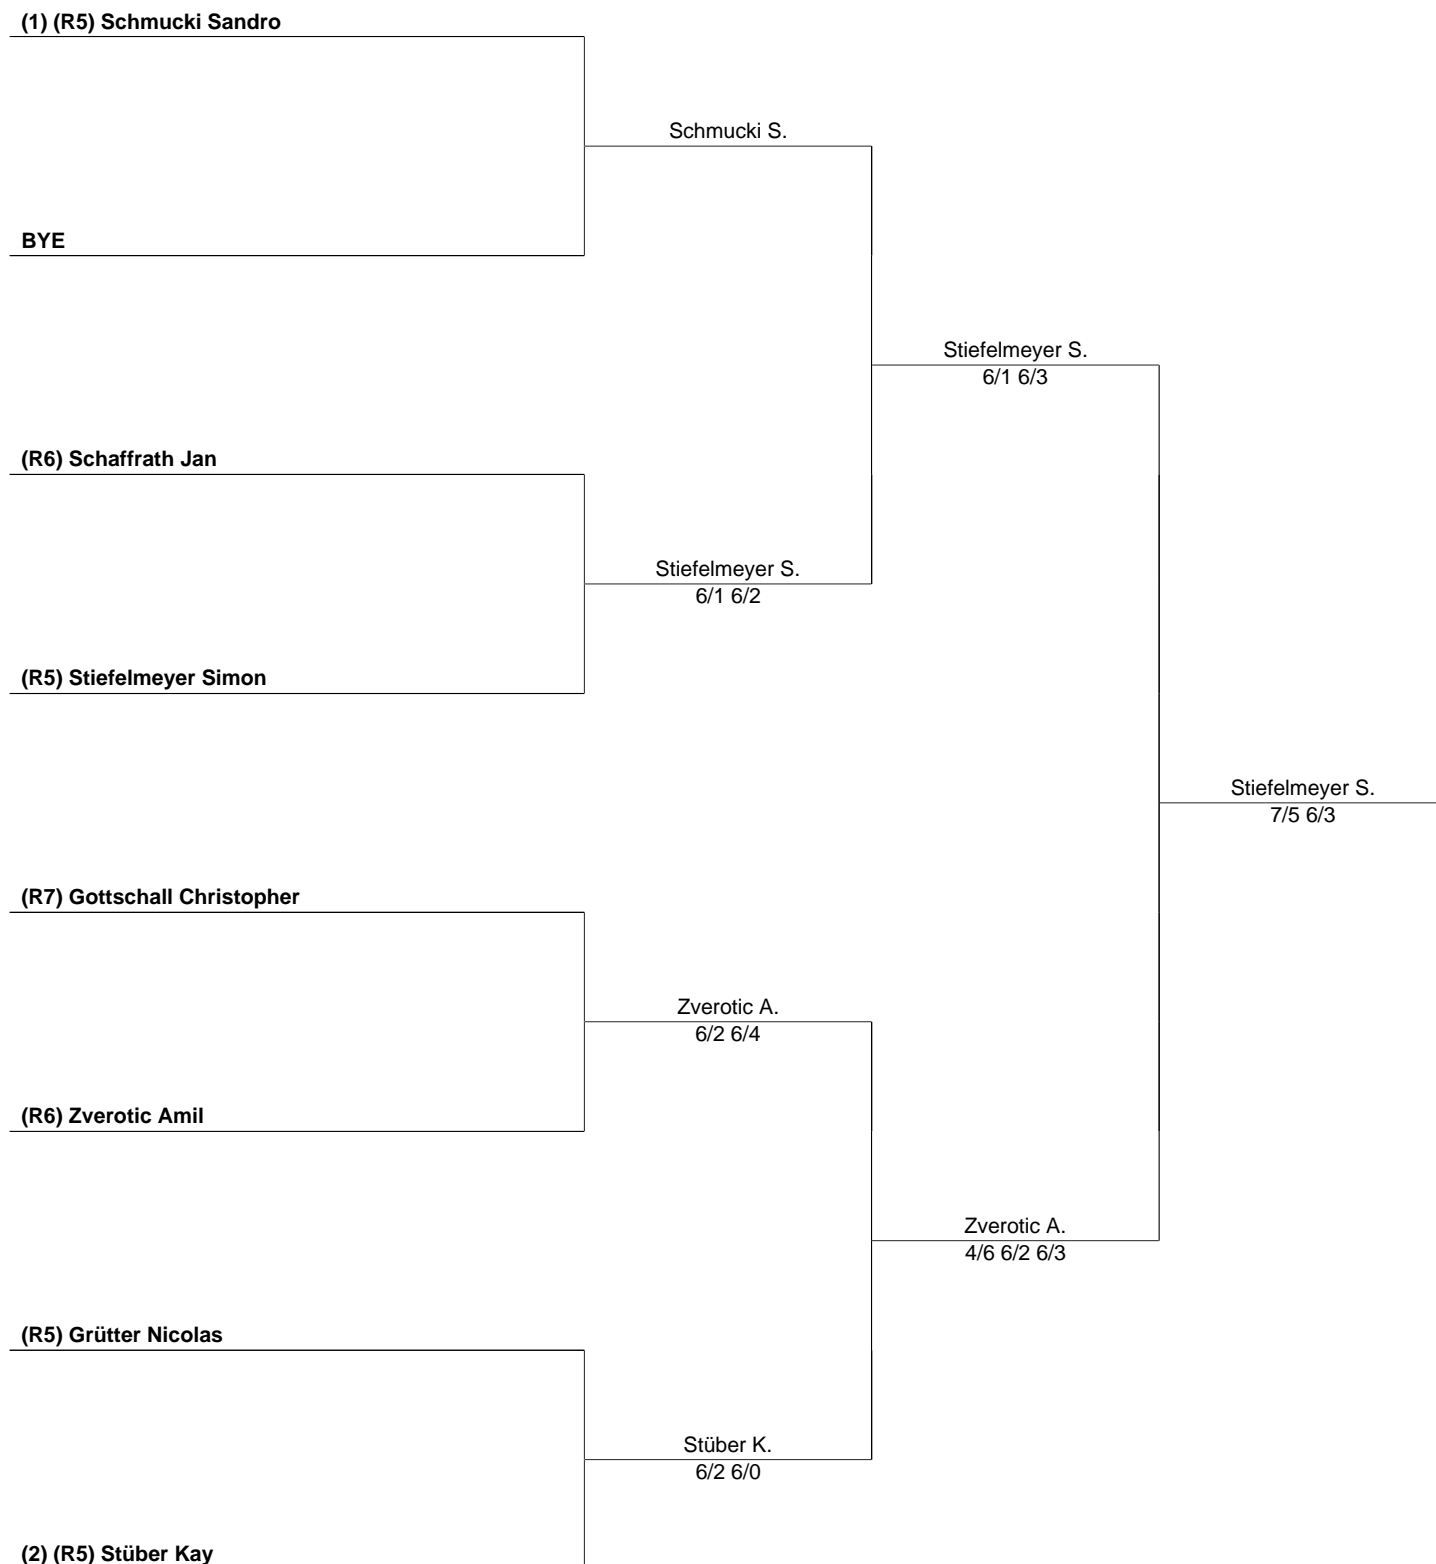 (1) (R5) Schmucki Sandro
Schmucki S.
BYE
Stiefelmeyer S.
6/1 6/3
(R6) Schaffrath Jan
Stiefelmeyer S.
6/1 6/2
(R5) Stiefelmeyer Simon
Stiefelmeyer S.
7/5 6/3
(R7) Gottschall Christopher
Zverotic A.
6/2 6/4
(R6) Zverotic Amil
Zverotic A.
4/6 6/2 6/3
(R5) Grütter Nicolas
Stüber K.
6/2 6/0
(2) (R5) Stüber Kay